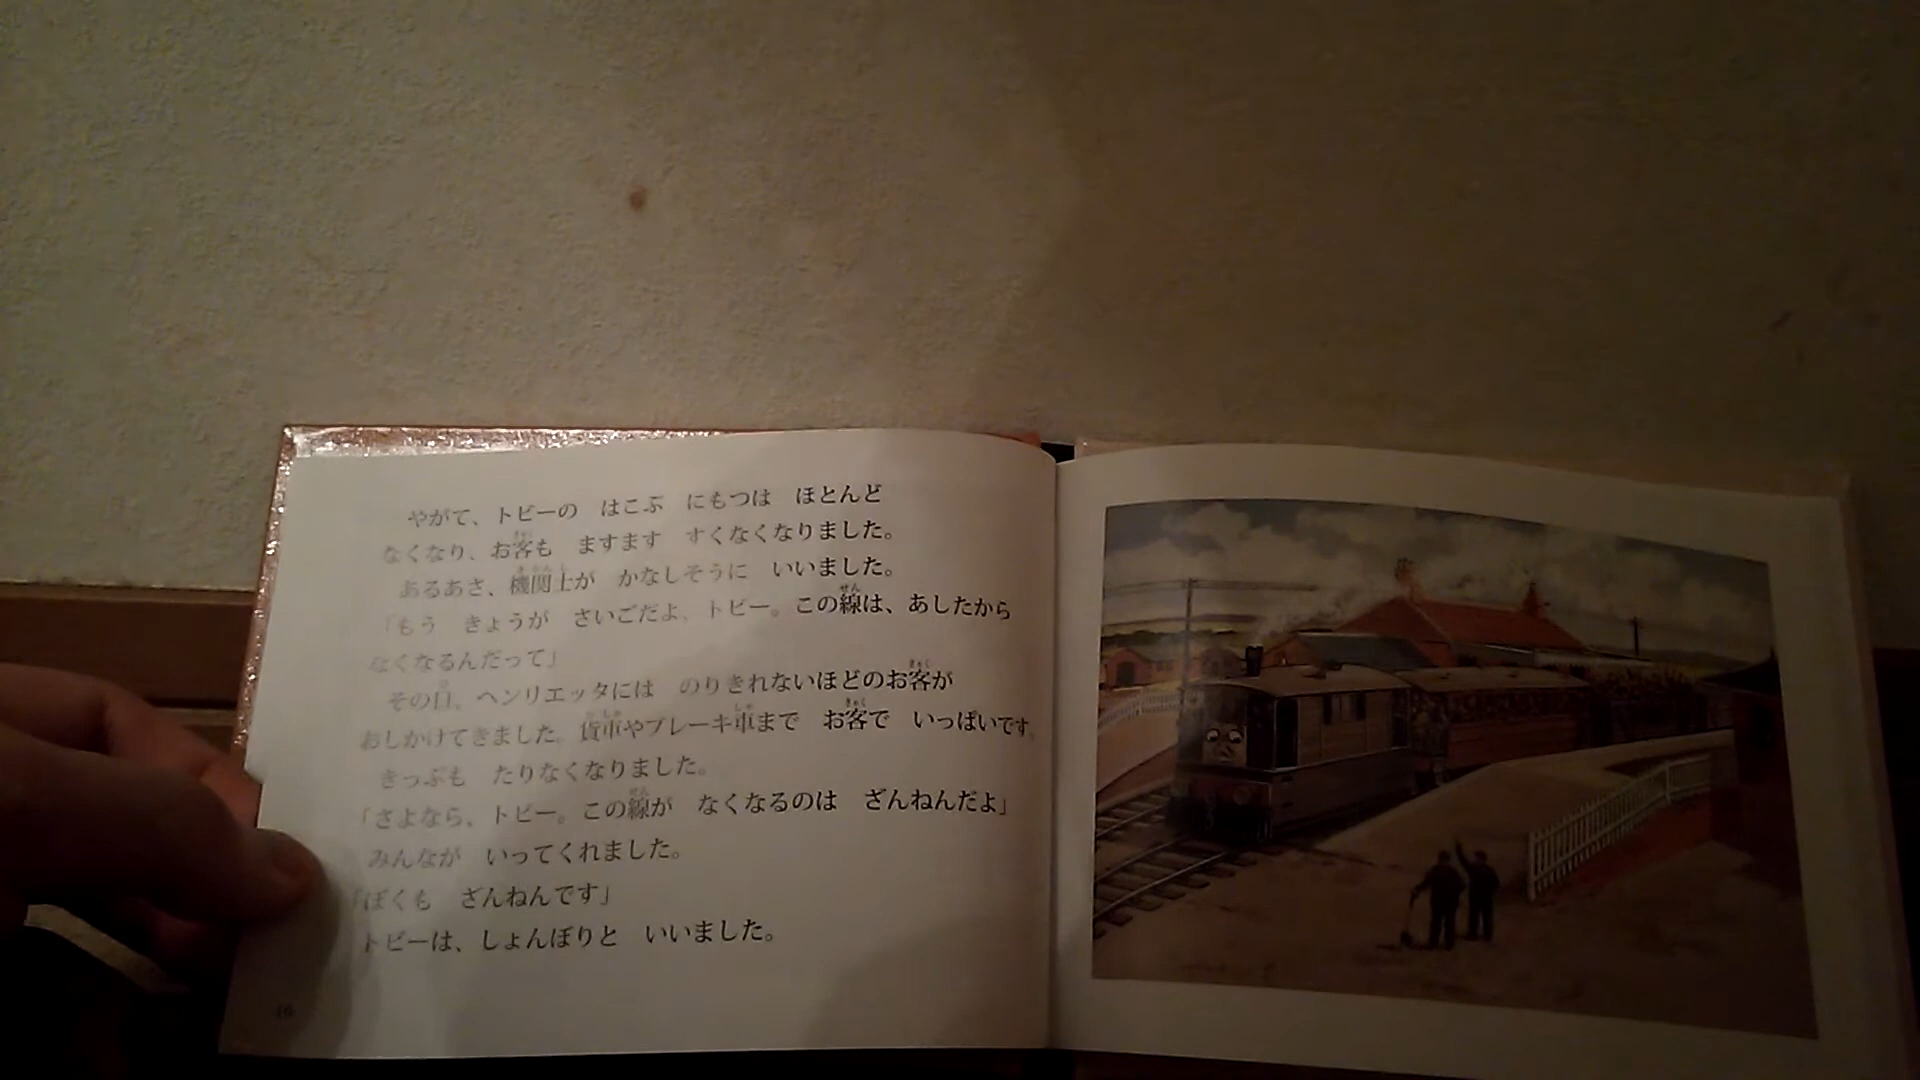 やがて、トビーの　はこぶ　にもつは　ほとんど
なくなり、お客も　ますます　すくなくなりました。
あるあさ、機関士が　かなしそうに　いいました。
「もう　きょうが　さいごだよ、トビー。この線は、あしたから
なくなるんだって」
その日、ヘンリエッタには　のりきれないほどのお客が
おしかけてきました。貨車やブレーキ車まで　お客で　いっぱいです。
きっぷも　たりなくなりました。
「さよなら、トビー。この線が　なくなるのは　ざんねんだよ」
みんなが　いってくれました。
「ぼくも　ざんねんです」
トビーは、しょんぼりと　いいました。
46